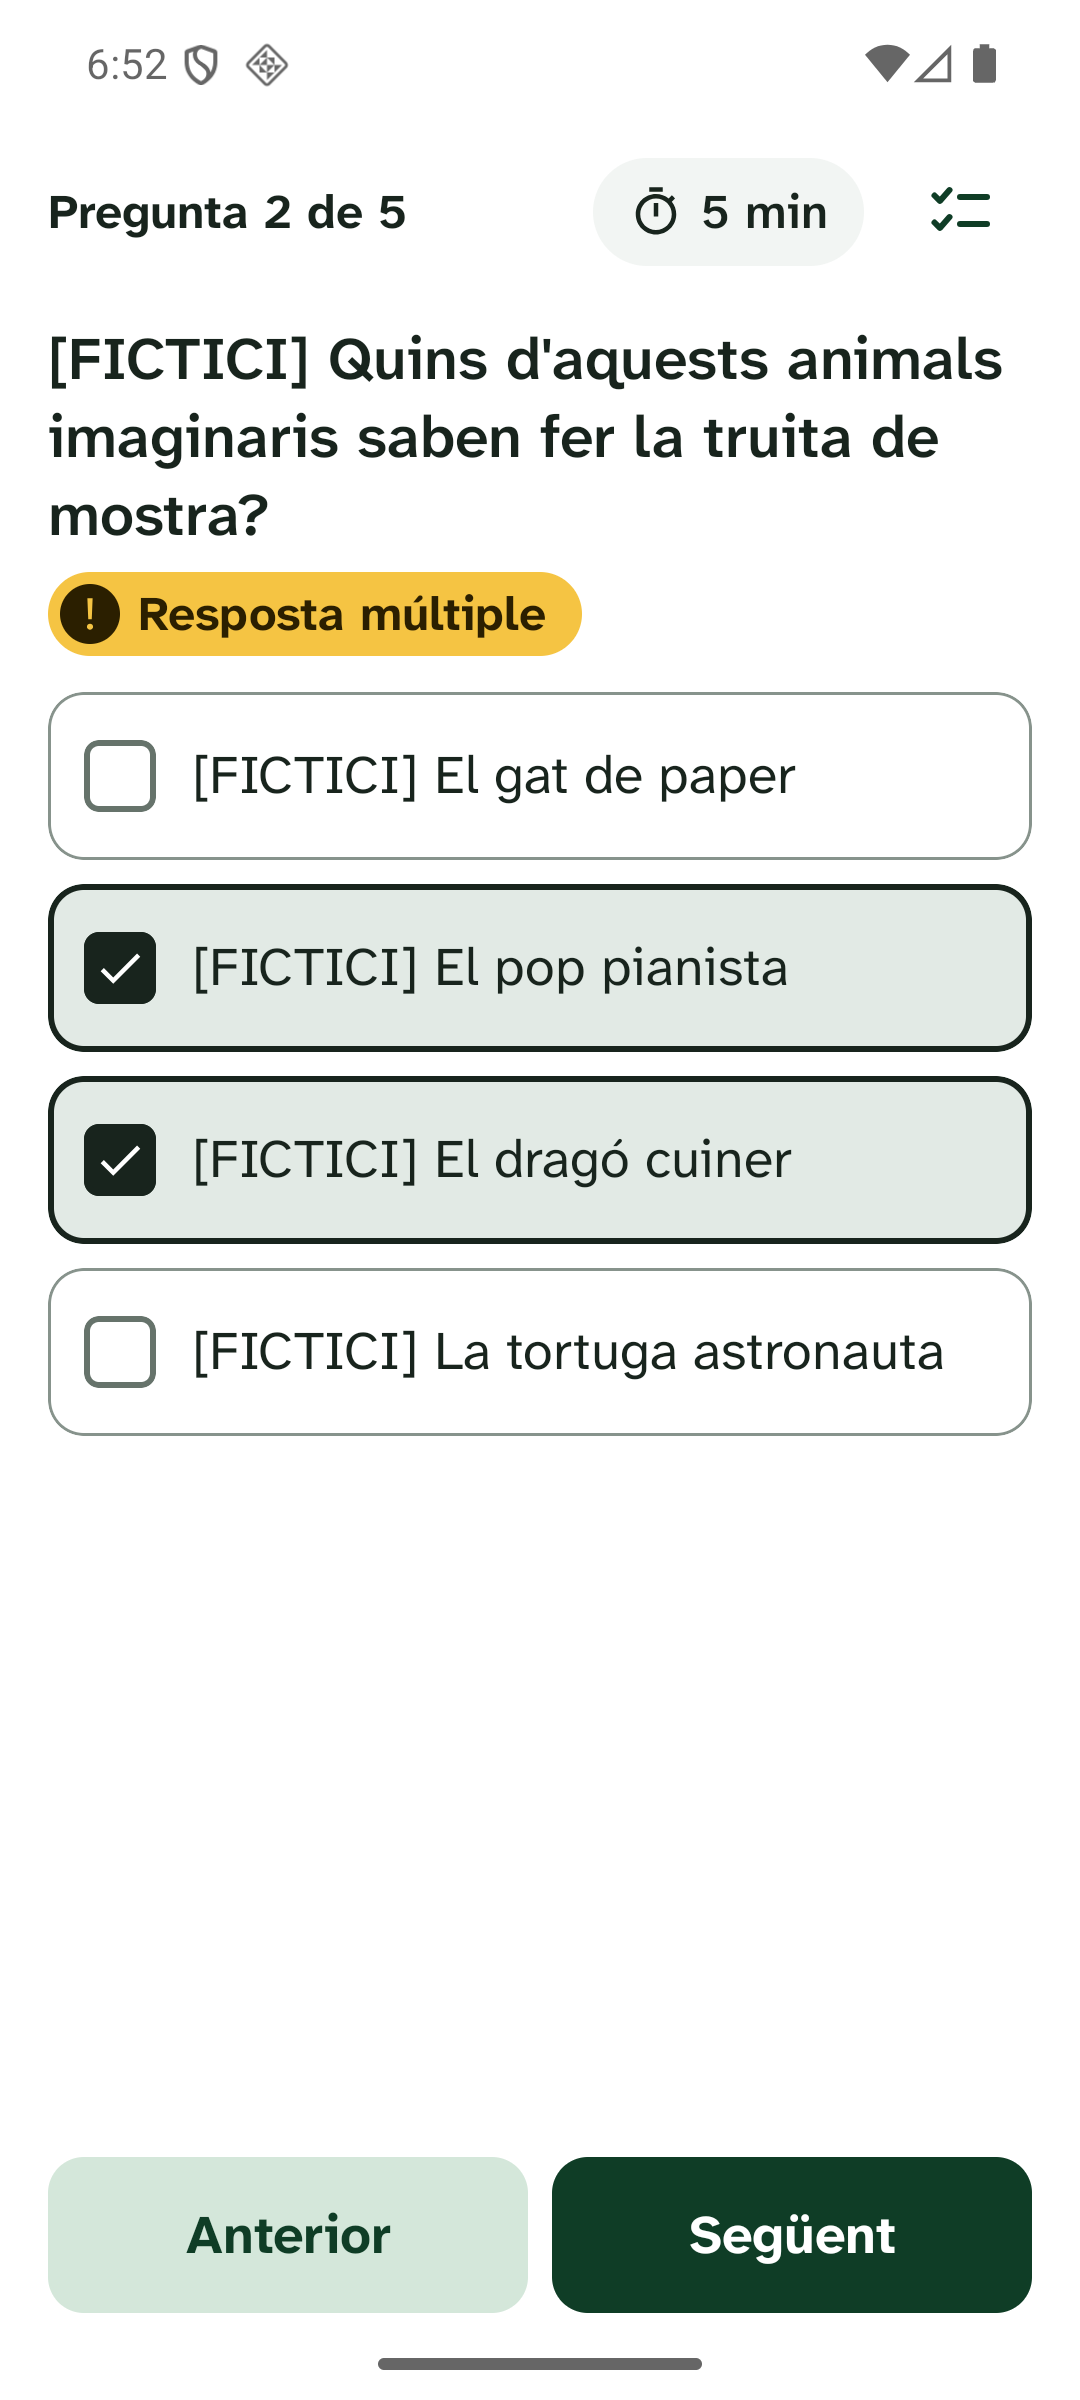 6:52
Pregunta 2 de 5
5 min
[FICTICI] Quins d'aquests animals
imaginaris saben fer la truita de
mostra?
! Resposta múltiple
[FICTICI] El gat de paper
[FICTICI] El pop pianista
[FICTICI] El dragó cuiner
[FICTICI] La tortuga astronauta
Anterior
Següent